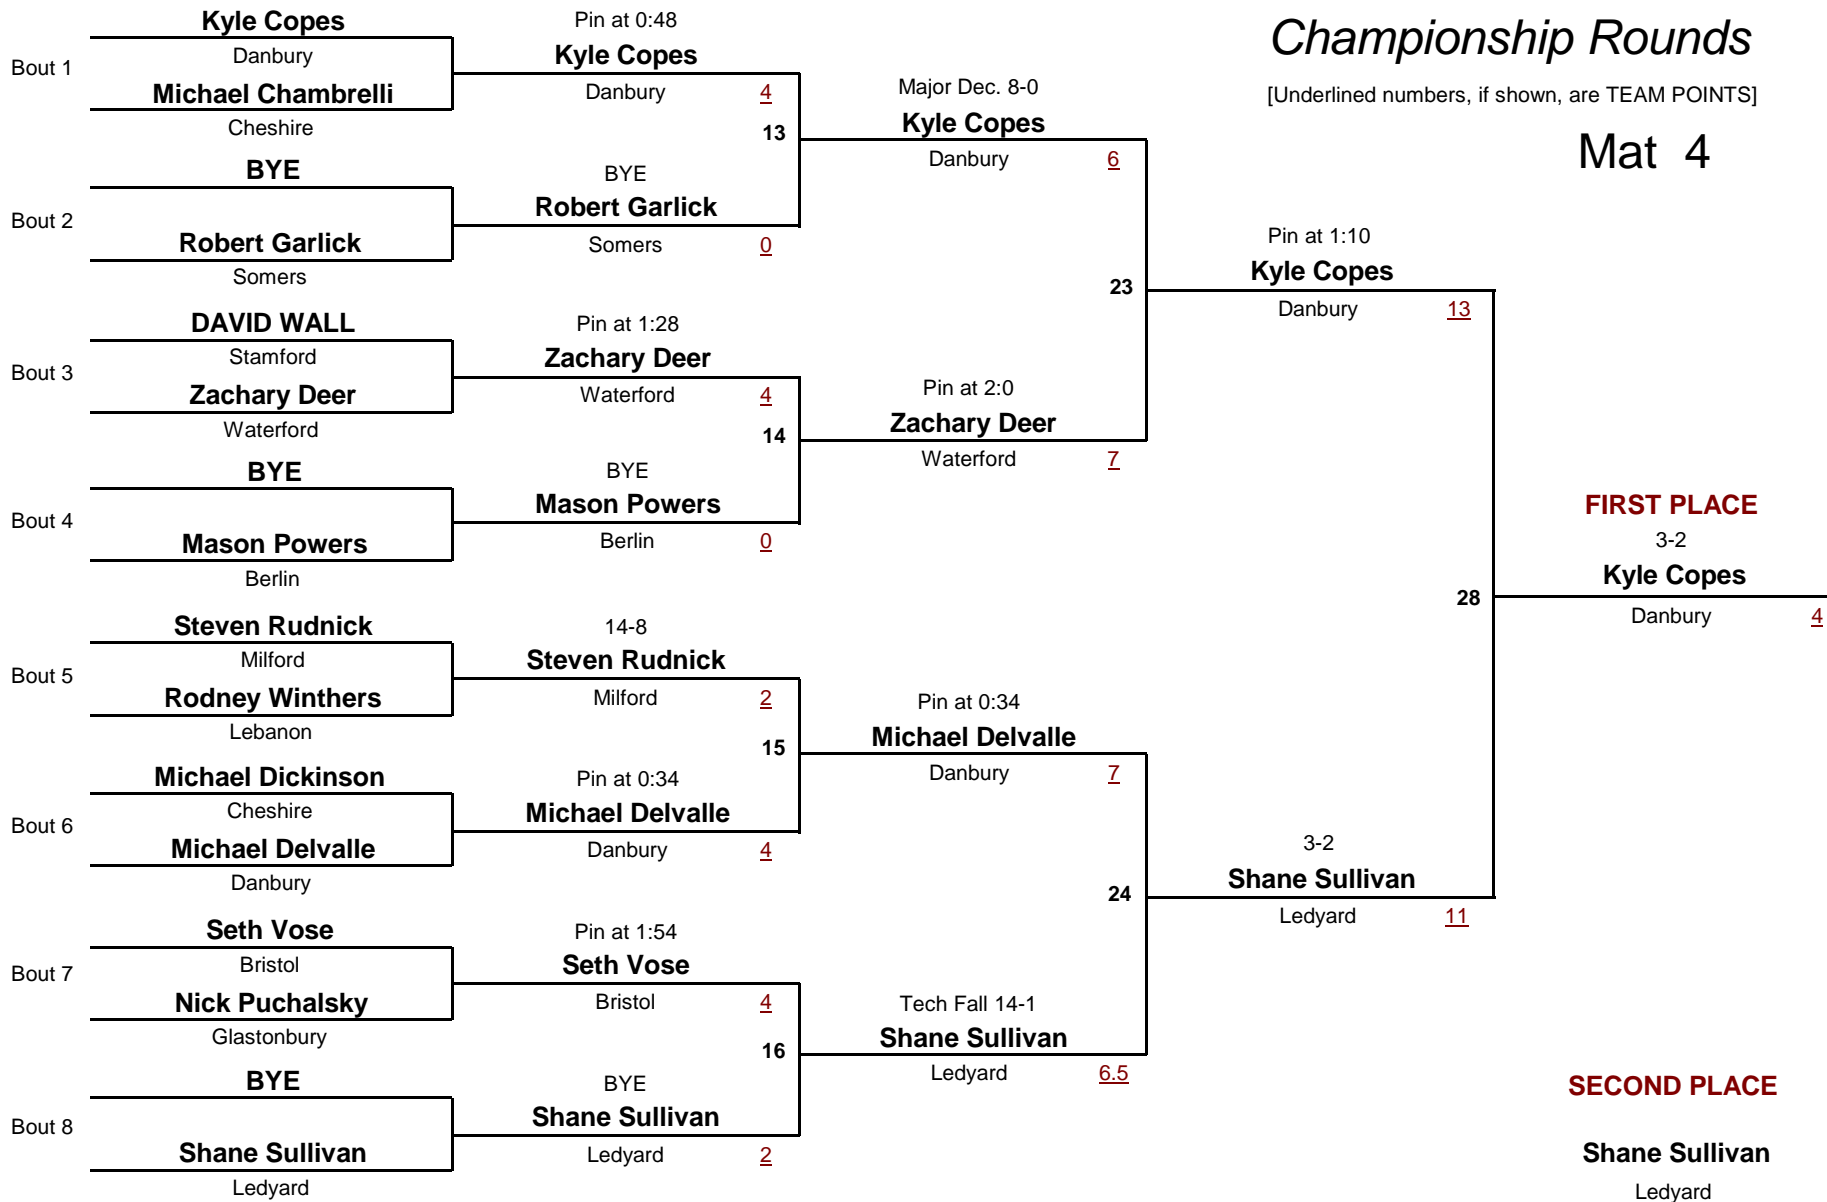 Championship Rounds
[Underlined numbers, if shown, are TEAM POINTS]
Mat 4
Bout 1
Kyle Copes
Danbury
Michael Chambrelli
Cheshire
Bout 2
BYE
Robert Garlick
Somers
Bout 3
DAVID WALL
Stamford
Zachary Deer
Waterford
Bout 4
BYE
Mason Powers
Berlin
Bout 5
Steven Rudnick
Milford
Rodney Winthers
Lebanon
Bout 6
Michael Dickinson
Cheshire
Michael Delvalle
Danbury
Bout 7
Seth Vose
Bristol
Nick Puchalsky
Glastonbury
Bout 8
BYE
Shane Sullivan
Ledyard
Pin at 0:48
Kyle Copes
Danbury 4
13
BYE
Robert Garlick
Somers 0
Pin at 1:28
Zachary Deer
Waterford 4
14
BYE
Mason Powers
Berlin 0
14-8
Steven Rudnick
Milford 2
15
Pin at 0:34
Michael Delvalle
Danbury 4
Pin at 1:54
Seth Vose
Bristol 4
16
BYE
Shane Sullivan
Ledyard 2
Major Dec. 8-0
Kyle Copes
Danbury 6
23
Pin at 2:0
Zachary Deer
Waterford 7
Pin at 0:34
Michael Delvalle
Danbury 7
24
Tech Fall 14-1
Shane Sullivan
Ledyard 6.5
Pin at 1:10
Kyle Copes
Danbury 13
28
3-2
Shane Sullivan
Ledyard 11
FIRST PLACE
3-2
Kyle Copes
Danbury 4
SECOND PLACE
Shane Sullivan
Ledyard